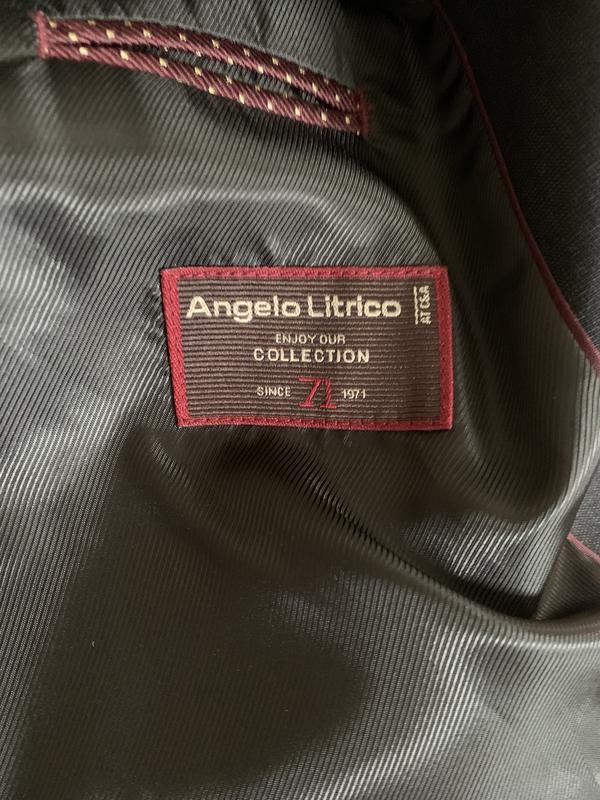 Angelo Litrico
AT C&A
ENJOY OUR
COLLECTION
SINCE 71 1971